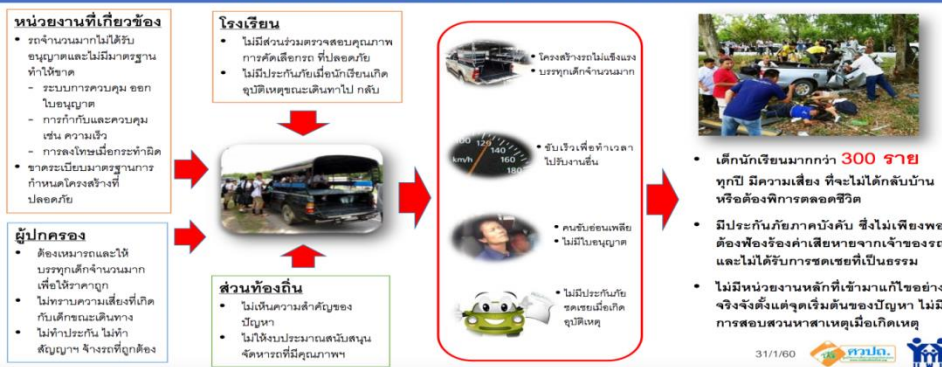 หน่วยงานที่เกี่ยวข้อง
• รถจำนวนมากไม่ได้รับ
อนุญาตและไม่มีมาตรฐาน
ทำให้ขาด
- ระบบการควบคุม ออก
ใบอนุญาต
- การกำกับและควบคุม
เช่น ความเร็ว
- การลงโทษเมื่อกระทำผิด
• ขาดระเบียบมาตรฐานการ
กำหนดโครงสร้างที่
ปลอดภัย
ผู้ปกครอง
• ต้องเหมารถและให้
บรรทุกเด็กจำนวนมาก
เพื่อให้ราคาถูก
• ไม่ทราบความเสี่ยงที่เกิด
กับเด็กขณะเดินทาง
• ไม่ทำประกัน ไม่ทำ
สัญญาฯ จ้างรถที่ถูกต้อง
โรงเรียน
• ไม่มีส่วนร่วมตรวจสอบคุณภาพ
การคัดเลือกรถ ที่ปลอดภัย
• ไม่มีประกันภัยเมื่อนักเรียนเกิด
อุบัติเหตุขณะเดินทาไป กลับ
ส่วนท้องถิ่น
• ไม่เห็นความสำคัญของ
ปัญหา
• ไม่ให้งบประมาณสนับสนุน
จัดหารถที่มีคุณภาพฯ
• โครงสร้างรถไม่แข็งแรง
• บรรทุกเด็กจำนวนมาก
120
140
160
180
km/h
• ขับเร็วเพื่อทำเวลา
ไปรับงานอื่น
• คนขับอ่อนเพลีย
• ไม่มีใบอนุญาต
• ไม่มีประกันภัย
ชดเชยเมื่อเกิด
อุบัติเหตุ
• เด็กนักเรียนมากกว่า 300 ราย
ทุกปี มีความเสี่ยง ที่จะไม่ได้กลับบ้าน
หรือต้องพิการตลอดชีวิต
• มีประกันภัยภาคบังคับ ซึ่งไม่เพียงพอ
ต้องฟ้องร้องค่าเสียหายจากเจ้าของรถ
และไม่ได้รับการชดเชยที่เป็นธรรม
• ไม่มีหน่วยงานหลักที่เข้ามาแก้ไขอย่าง
จริงจังตั้งแต่จุดเริ่มต้นของปัญหา ไม่มี
การสอบสวนหาสาเหตุเมื่อเกิดเหตุ
31/1/60
ศวปถ.